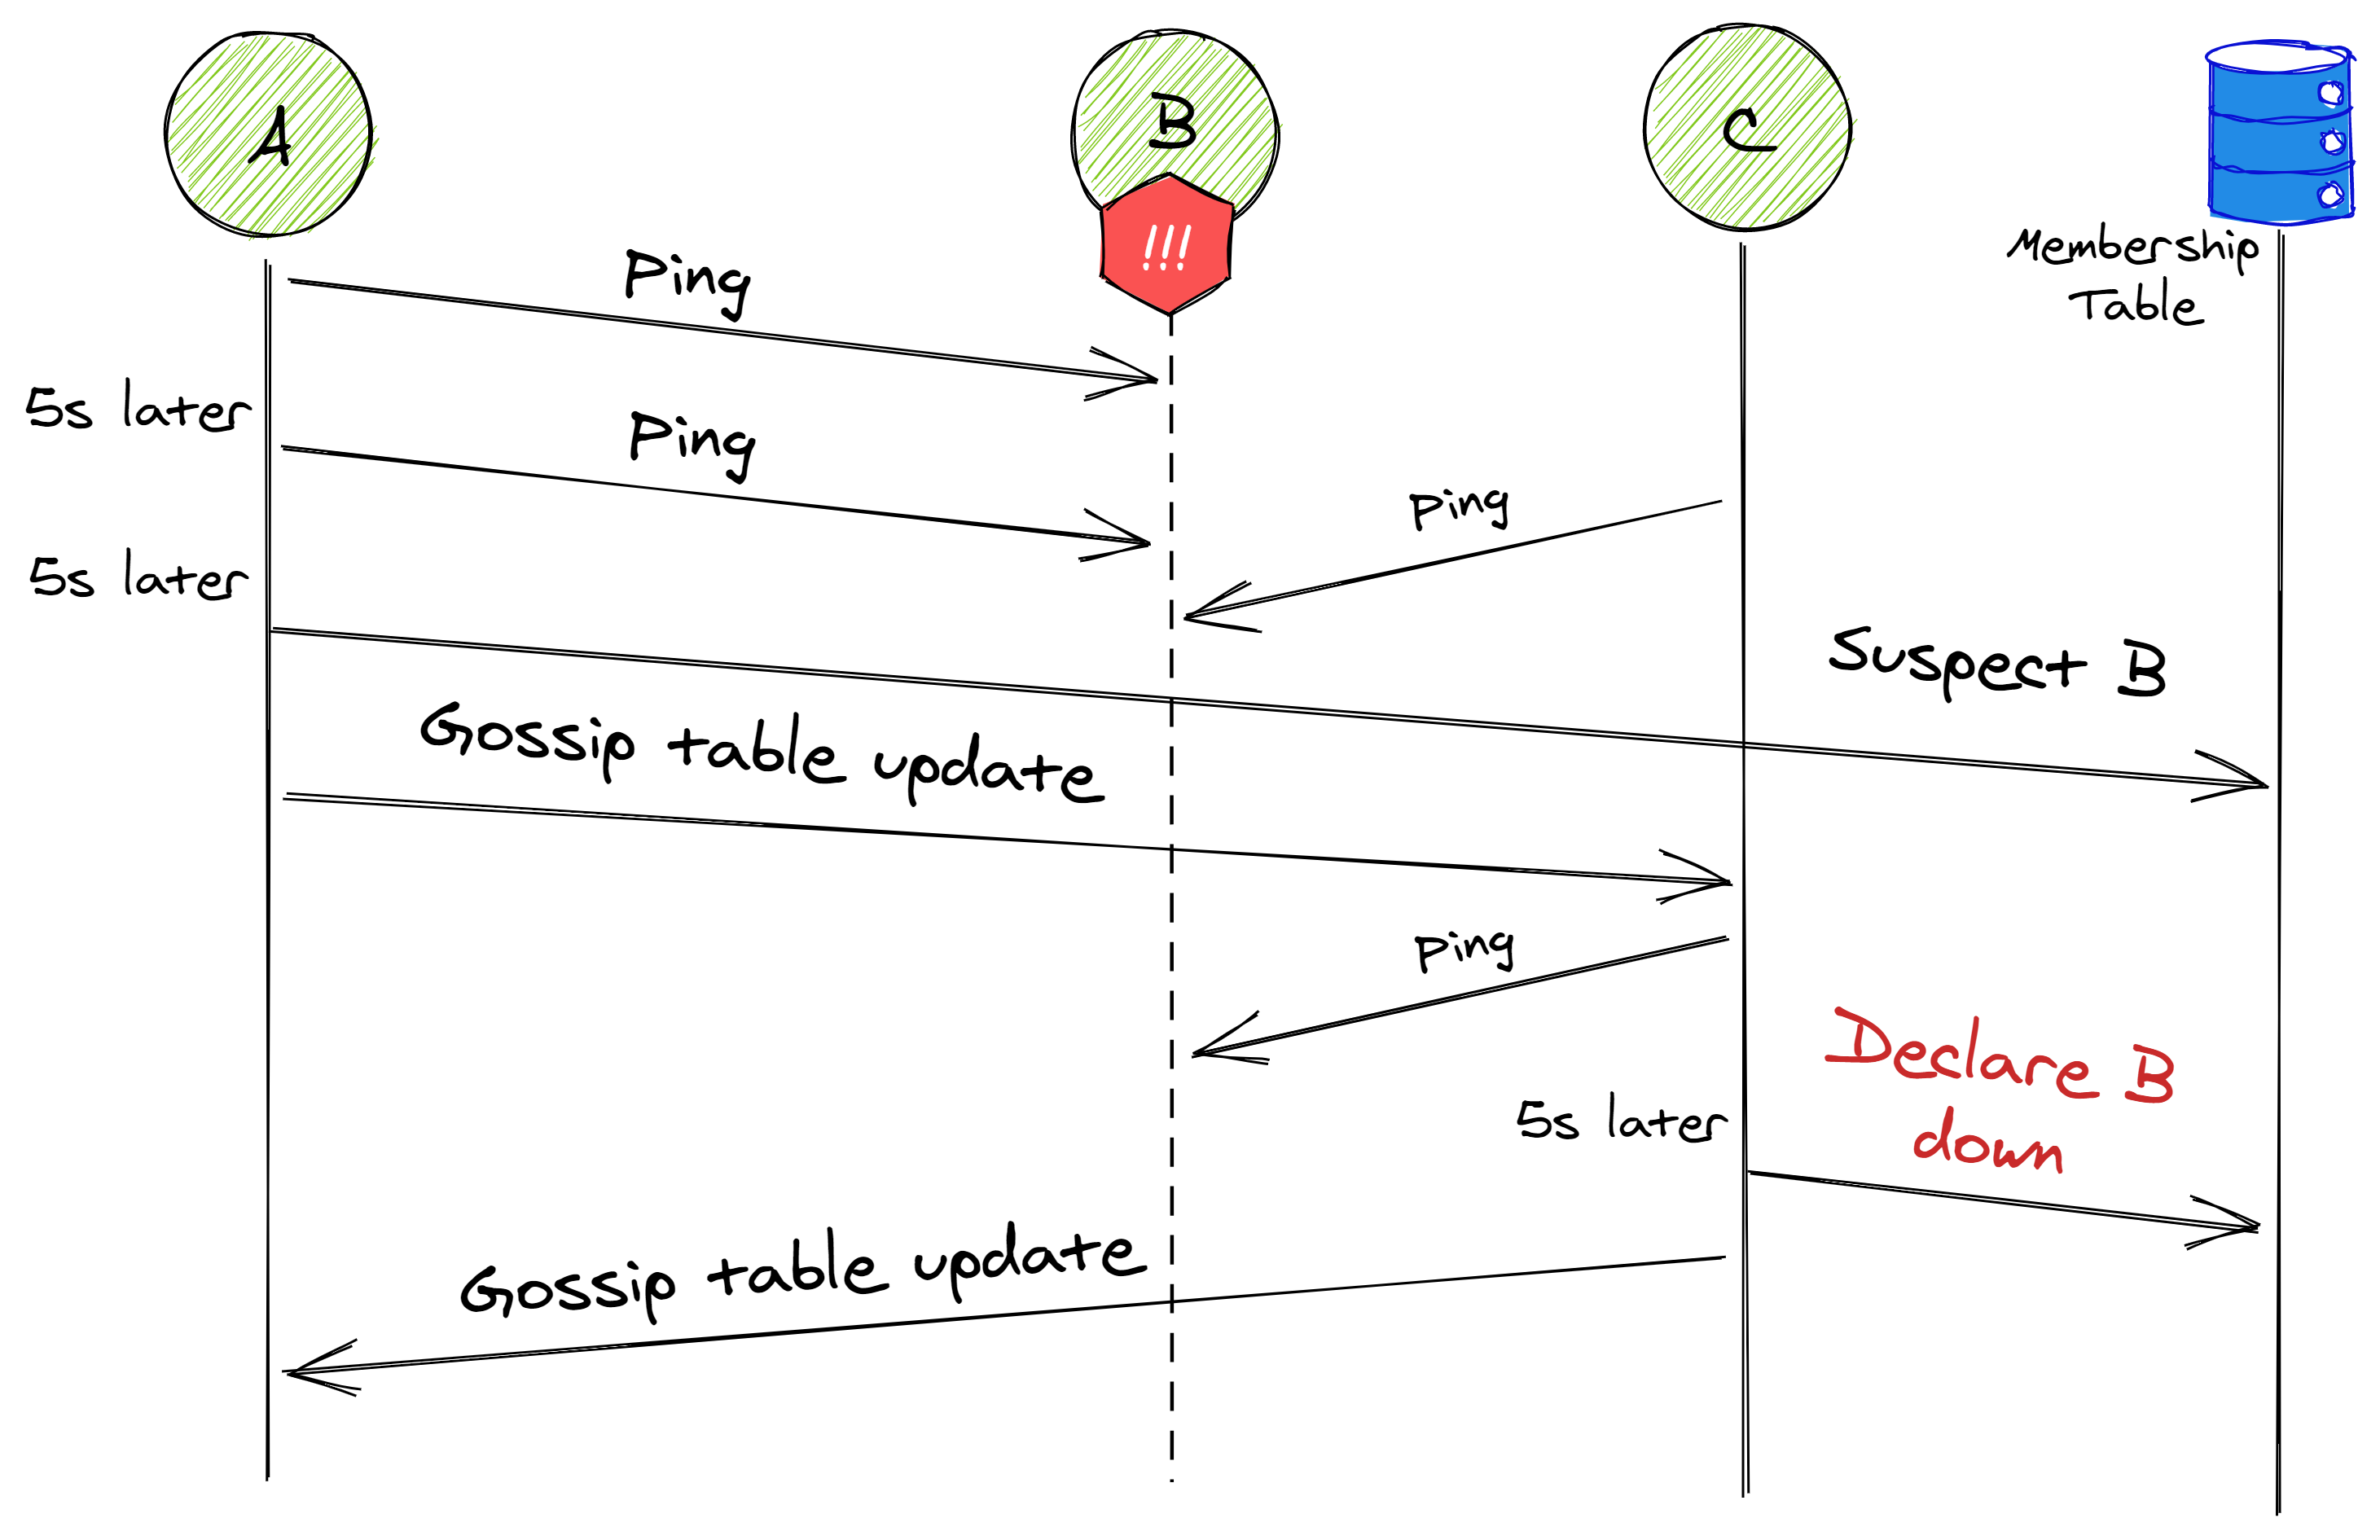 A
B
C
!!!
Membership
Table
Ping
5s later
Ping
Ping
5s later
Suspect B
Gossip table update
Ping
Declare B
down
5s later
Gossip table update